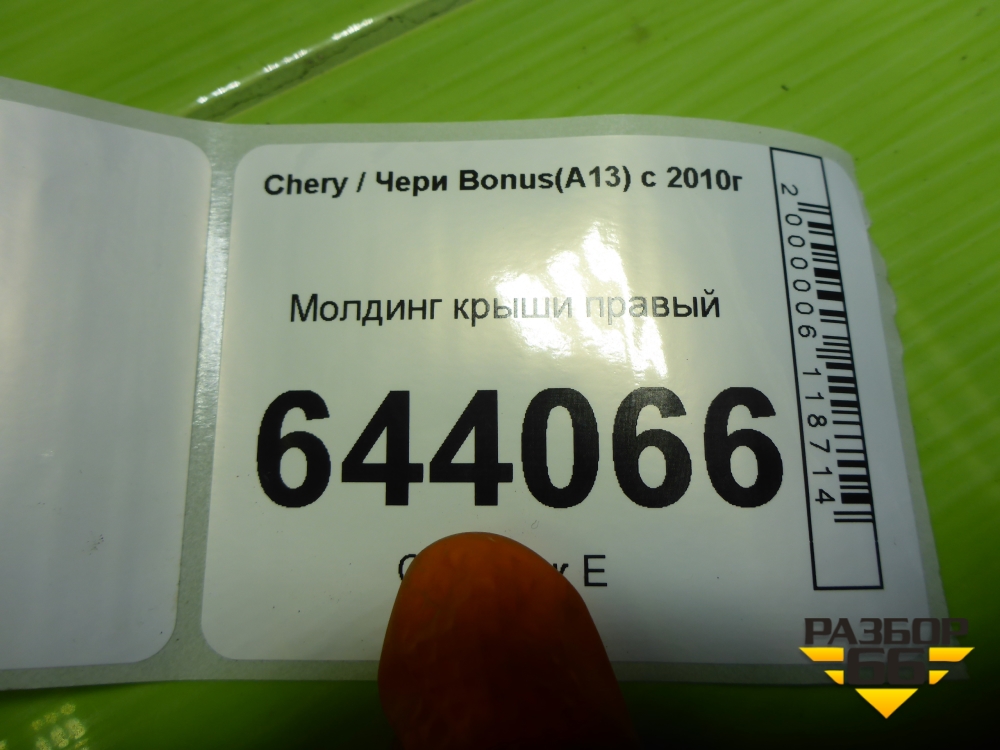 Chery / Чери Bonus(A13) с 2010г
Молдинг крыши правый
644066
Е
2000006118714
РАЗБОР
66